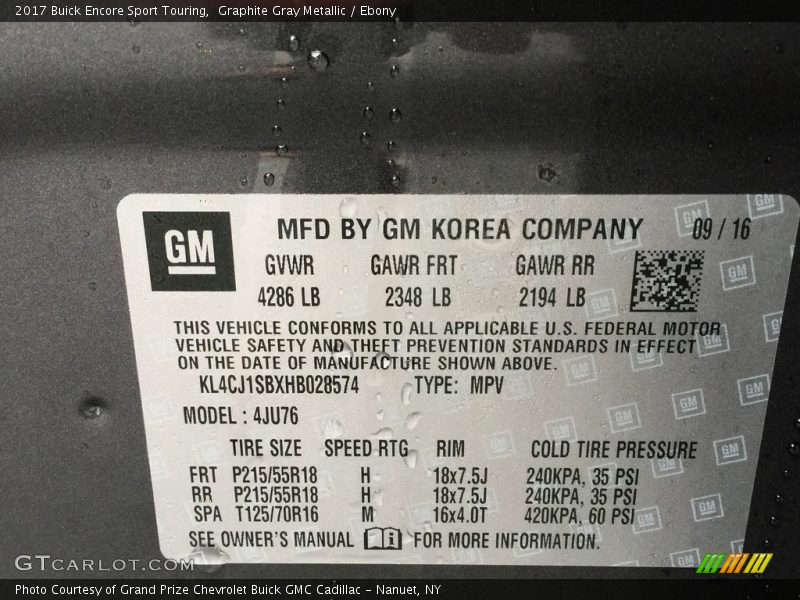 2017 Buick Encore Sport Touring,  Graphite Gray Metallic / Ebony
GM
MFD BY GM KOREA COMPANY 09 / 16
GVWR GAWR FRT GAWR RR
4286 LB 2348 LB 2194 LB
THIS VEHICLE CONFORMS TO ALL APPLICABLE U.S. FEDERAL MOTOR
VEHICLE SAFETY AND THEFT PREVENTION STANDARDS IN EFFECT
ON THE DATE OF MANUFACTURE SHOWN ABOVE.
KL4CJ1SBXHB028574 TYPE: MPV
MODEL : 4JU76
TIRE SIZE SPEED RTG RIM COLD TIRE PRESSURE
FRT P215/55R18 H 18x7.5J 240KPA, 35 PSI
RR P215/55R18 H 18x7.5J 240KPA, 35 PSI
SPA T125/70R16 M 16x4.0T 420KPA, 60 PSI
SEE OWNER'S MANUAL FOR MORE INFORMATION.
GTCARLOT.COM
Photo Courtesy of Grand Prize Chevrolet Buick GMC Cadillac - Nanuet, NY